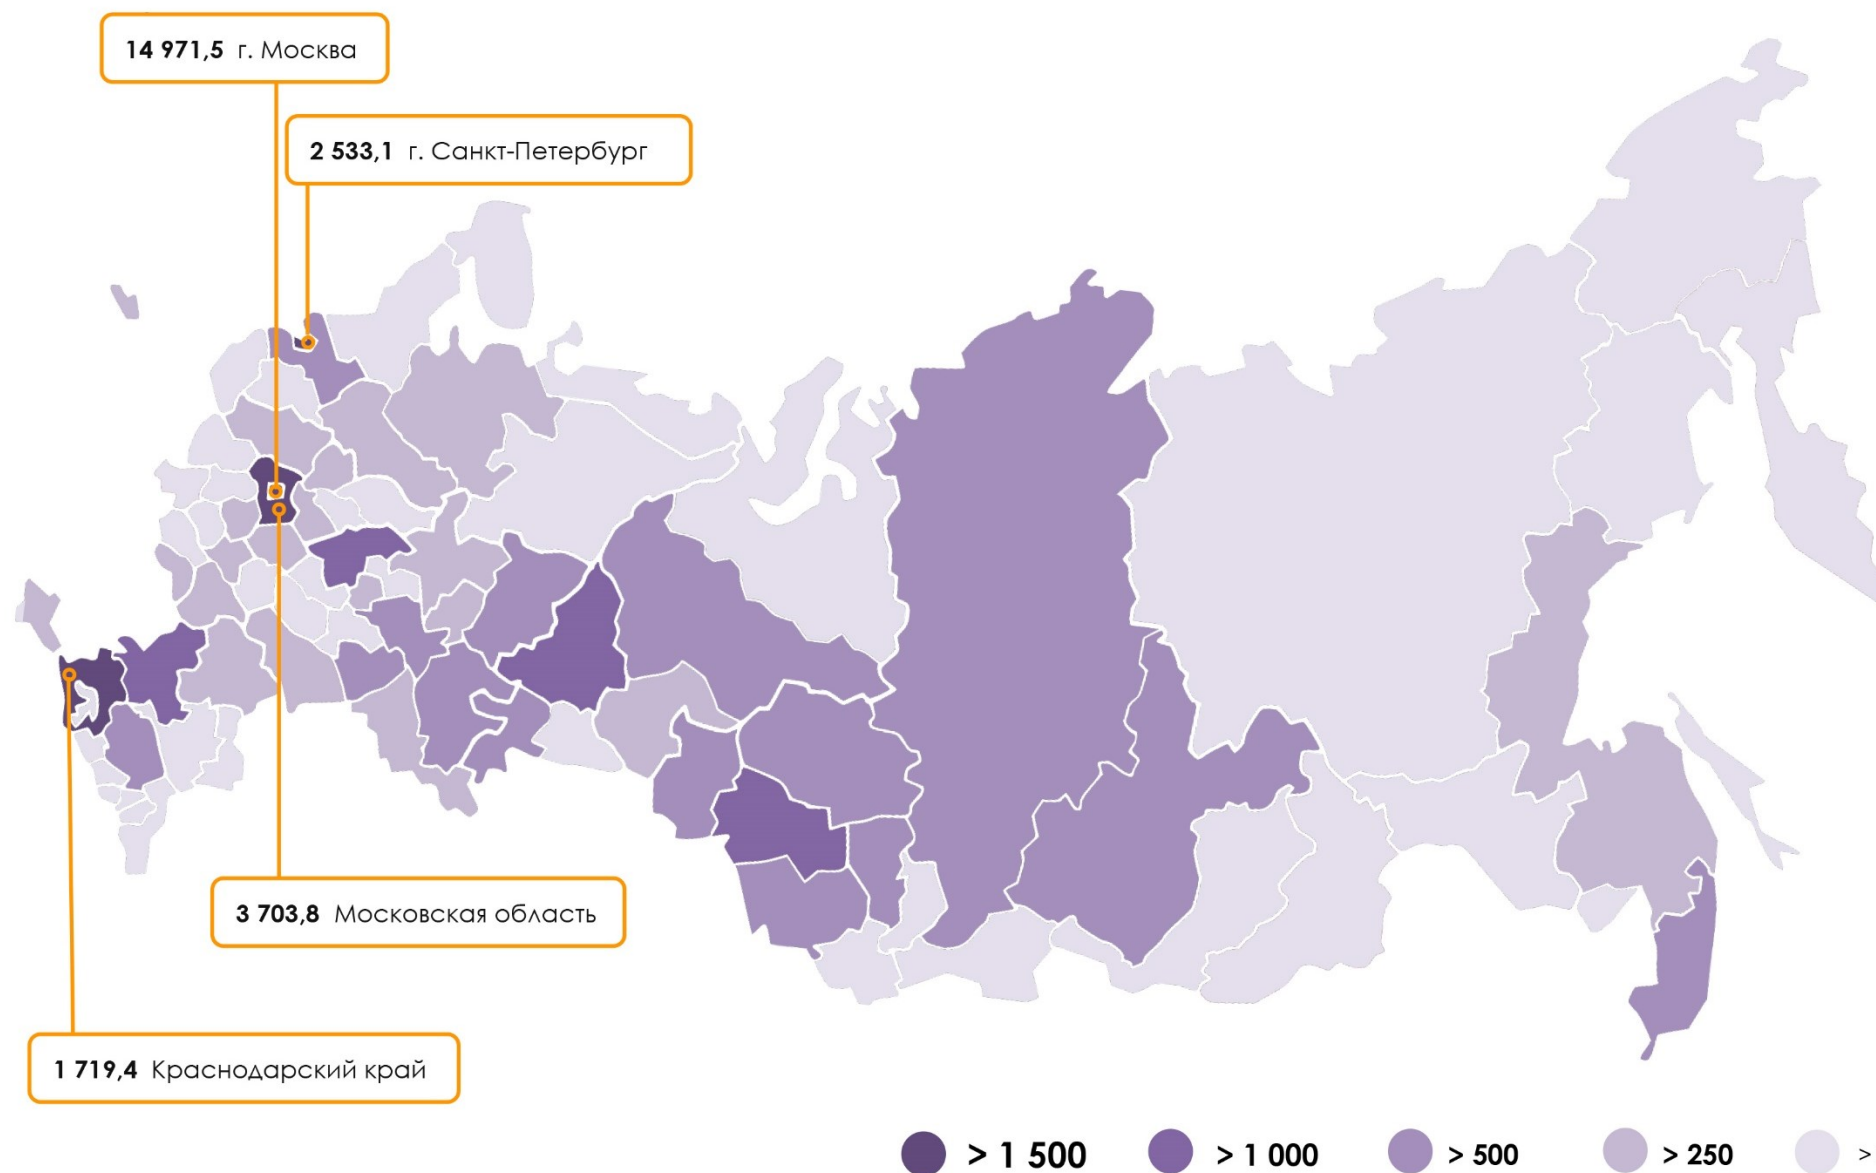 14 971,5 г. Москва
2 533,1 г. Санкт-Петербург
3 703,8 Московская область
1 719,4 Краснодарский край
> 1 500 > 1 000 > 500 > 250 >